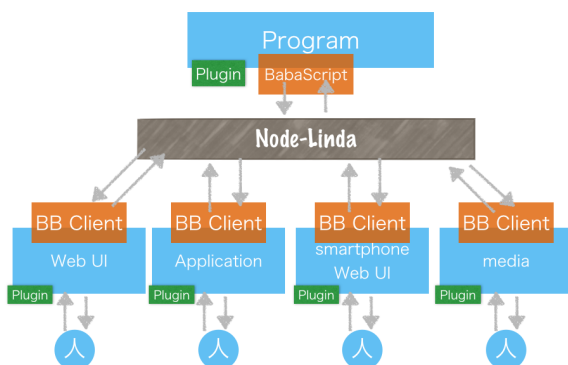 Program
Plugin
BabaScript
Node-Linda
BB Client
BB Client
BB Client
BB Client
Web UI
Application
smartphone
Web UI
media
Plugin
Plugin
Plugin
Plugin
人
人
人
人